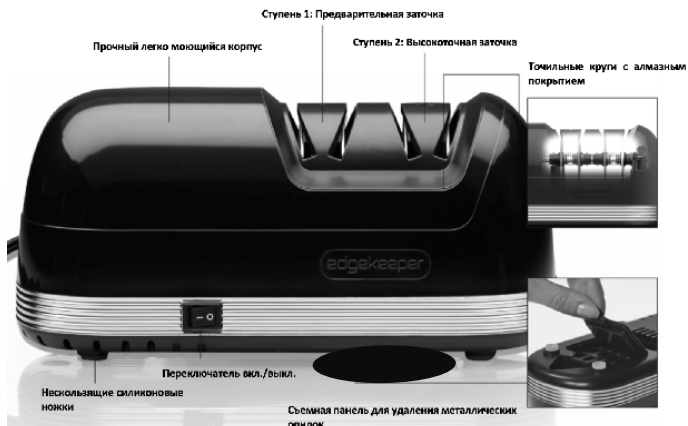 Ступень 1: Предварительная заточка
Ступень 2: Высокоточная заточка
Прочный легко моющийся корпус
Точильные круги с алмазным
покрытием
edgekeeper
Переключатель вкл./выкл.
Нескользящие силиконовые
ножки
Съемная панель для удаления металлических
опилок